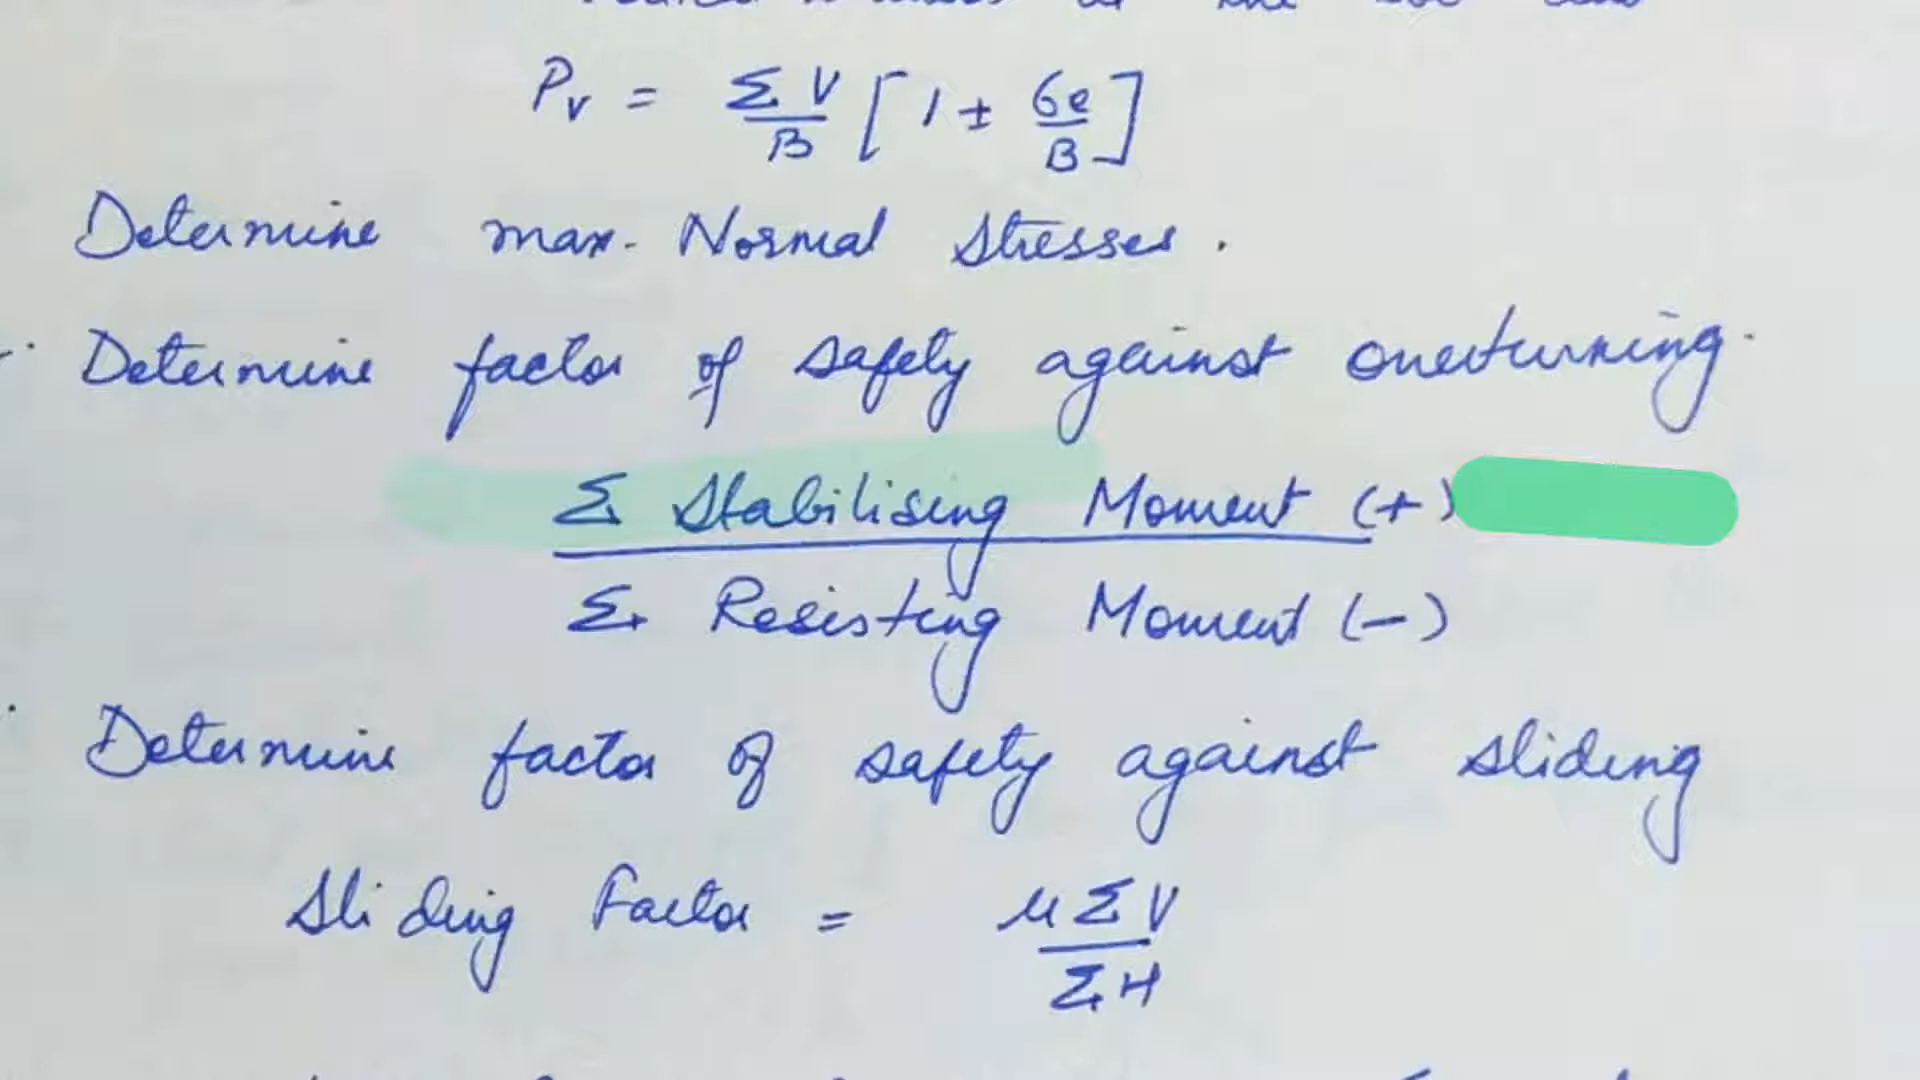 Pv = ΣV/B [1 ± 6e/B]
Determine max. Normal Stresses.
Determine factor of safety against overturning.
Σ Stabilising Moment (+)
Σ Resisting Moment (-)
Determine factor of safety against sliding
Sliding Factor = μΣV/ΣH